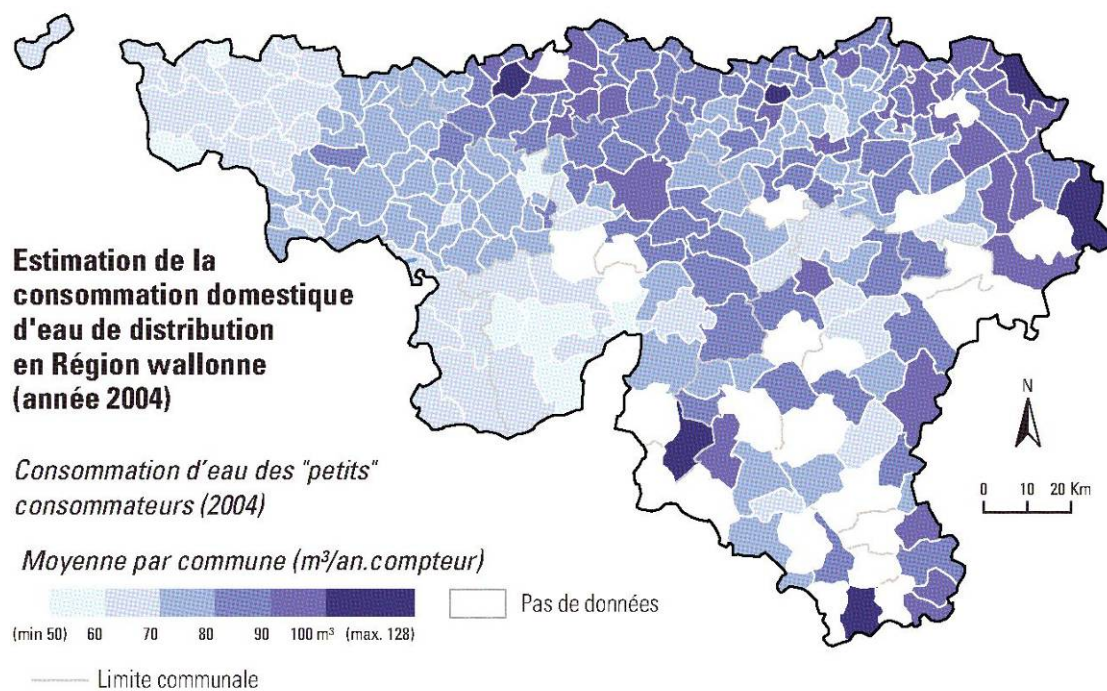 Estimation de la
consommation domestique
d'eau de distribution
en Région wallonne
(année 2004)
Consommation d'eau des "petits"
consommateurs (2004)
Moyenne par commune (m³/an.compteur)
(min 50) 60 70 80 90 100 m³ (max. 128)
Pas de données
Limite communale
N
0 10 20 Km